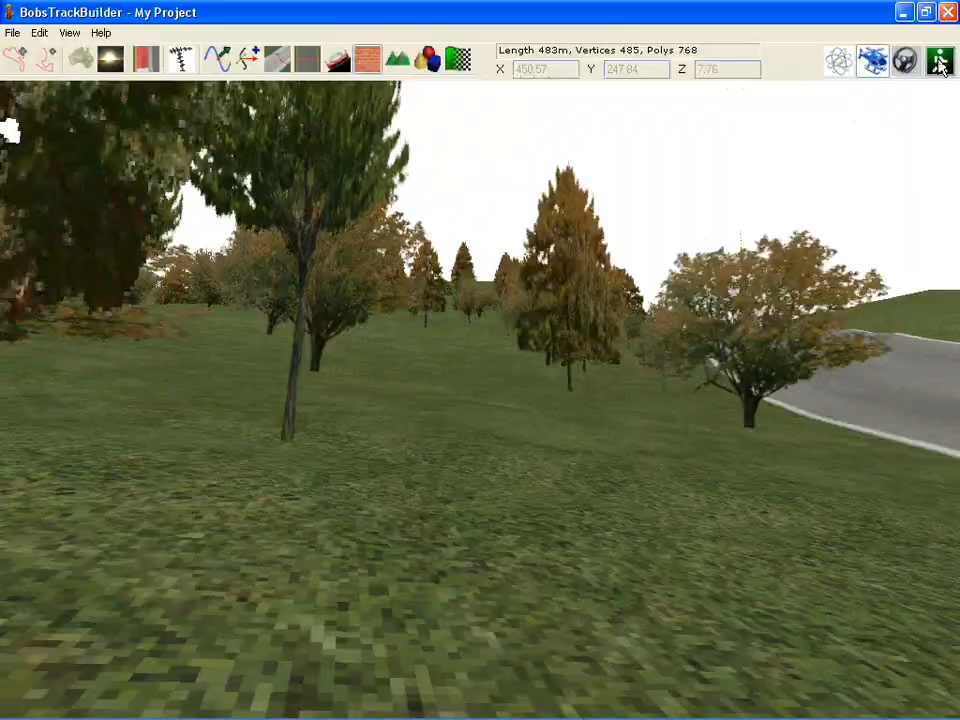 BobsTrackBuilder - My Project
File Edit View Help
Length 483m, Vertices 485, Polys 768
X 450.57 Y 247.84 Z 7.76